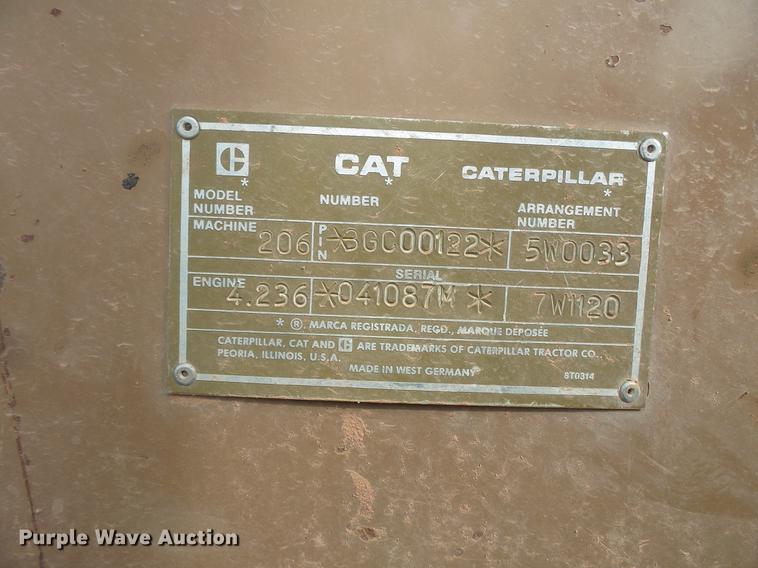 CAT CATERPILLAR
* * *
MODEL NUMBER NUMBER ARRANGEMENT NUMBER
MACHINE 206 PIN *3GC00122* 5W0033
SERIAL
ENGINE 4.236 *041087M * 7W1120
* ®. MARCA REGISTRADA, REGD., MARQUE DÉPOSÉE
CATERPILLAR, CAT AND C ARE TRADEMARKS OF CATERPILLAR TRACTOR CO.,
PEORIA, ILLINOIS, U.S.A.
MADE IN WEST GERMANY 8T0314
Purple Wave Auction